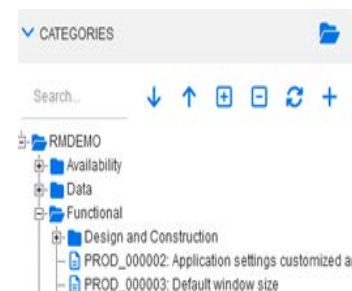 CATEGORIES
Search...
RMDEMO
Availability
Data
Functional
Design and Construction
PROD_000002: Application settings customized a
PROD_000003: Default window size